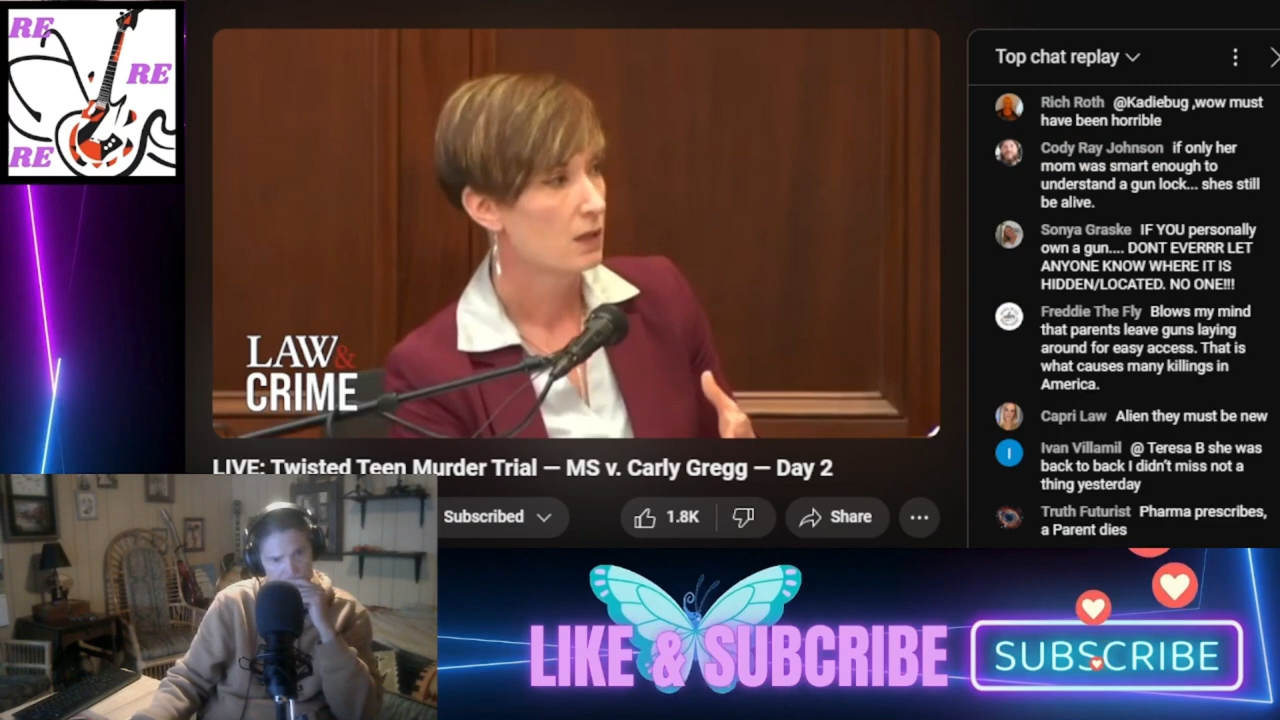 RE
RE
RE
LAW&
CRIME
LIVE: Twisted Teen Murder Trial — MS v. Carly Gregg — Day 2
Subscribed
1.8K
Share
Top chat replay
Rich Roth @Kadiebug ,wow must
have been horrible
Cody Ray Johnson if only her
mom was smart enough to
understand a gun lock... shes still
be alive.
Sonya Graske IF YOU personally
own a gun.... DONT EVERRR LET
ANYONE KNOW WHERE IT IS
HIDDEN/LOCATED. NO ONE!!!
Freddie The Fly Blows my mind
that parents leave guns laying
around for easy access. That is
what causes many killings in
America.
Capri Law Alien they must be new
I
Ivan Villamil @ Teresa B she was
back to back I didn't miss not a
thing yesterday
Truth Futurist Pharma prescribes,
a Parent dies
LIKE & SUBCRIBE
SUBSCRIBE